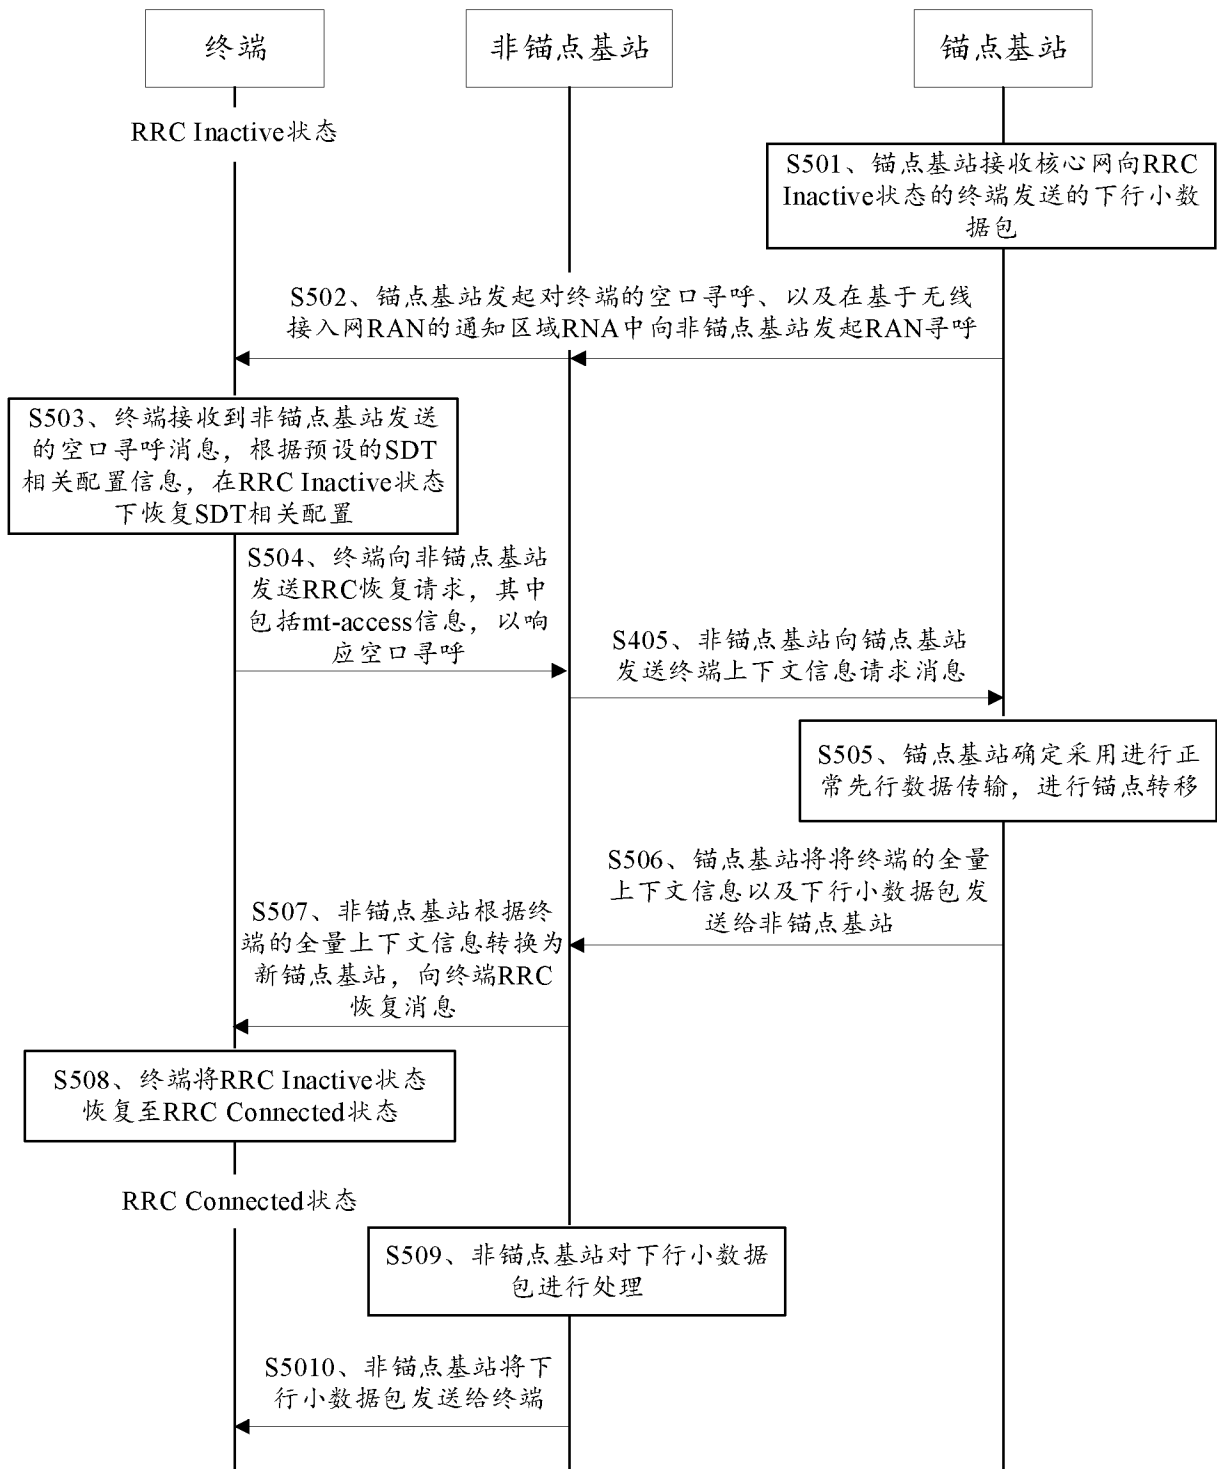 终端
非锚点基站
锚点基站
RRC Inactive状态
S501、锚点基站接收核心网向RRC
Inactive状态的终端发送的下行小数
据包
S502、锚点基站发起对终端的空口寻呼、以及在基于无线
接入网RAN的通知区域RNA中向非锚点基站发起RAN寻呼
S503、终端接收到非锚点基站发送
的空口寻呼消息，根据预设的SDT
相关配置信息，在RRC Inactive状态
下恢复SDT相关配置
S504、终端向非锚点基站
发送RRC恢复请求，其中
包括mt-access信息，以响
应空口寻呼
S405、非锚点基站向锚点基站
发送终端上下文信息请求消息
S505、锚点基站确定采用进行正
常先行数据传输，进行锚点转移
S506、锚点基站将将终端的全量
上下文信息以及下行小数据包发
送给非锚点基站
S507、非锚点基站根据终
端的全量上下文信息转换为
新锚点基站，向终端RRC
恢复消息
S508、终端将RRC Inactive状态
恢复至RRC Connected状态
RRC Connected状态
S509、非锚点基站对下行小数据
包进行处理
S5010、非锚点基站将下
行小数据包发送给终端